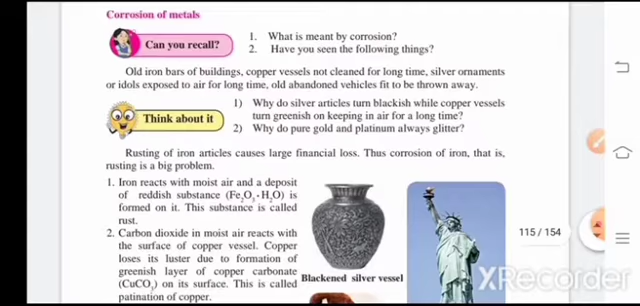 Corrosion of metals
Can you recall?
1. What is meant by corrosion?
2. Have you seen the following things?
Old iron bars of buildings, copper vessels not cleaned for long time, silver ornaments
or idols exposed to air for long time, old abandoned vehicles fit to be thrown away.
Think about it
1) Why do silver articles turn blackish while copper vessels
turn greenish on keeping in air for a long time?
2) Why do pure gold and platinum always glitter?
Rusting of iron articles causes large financial loss. Thus corrosion of iron, that is,
rusting is a big problem.
1. Iron reacts with moist air and a deposit
of reddish substance (Fe₂O₃·H₂O) is
formed on it. This substance is called
rust.
2. Carbon dioxide in moist air reacts with
the surface of copper vessel. Copper
loses its luster due to formation of
greenish layer of copper carbonate
(CuCO₃) on its surface. This is called
patination of copper.
Blackened silver vessel
115 / 154
XRecorder